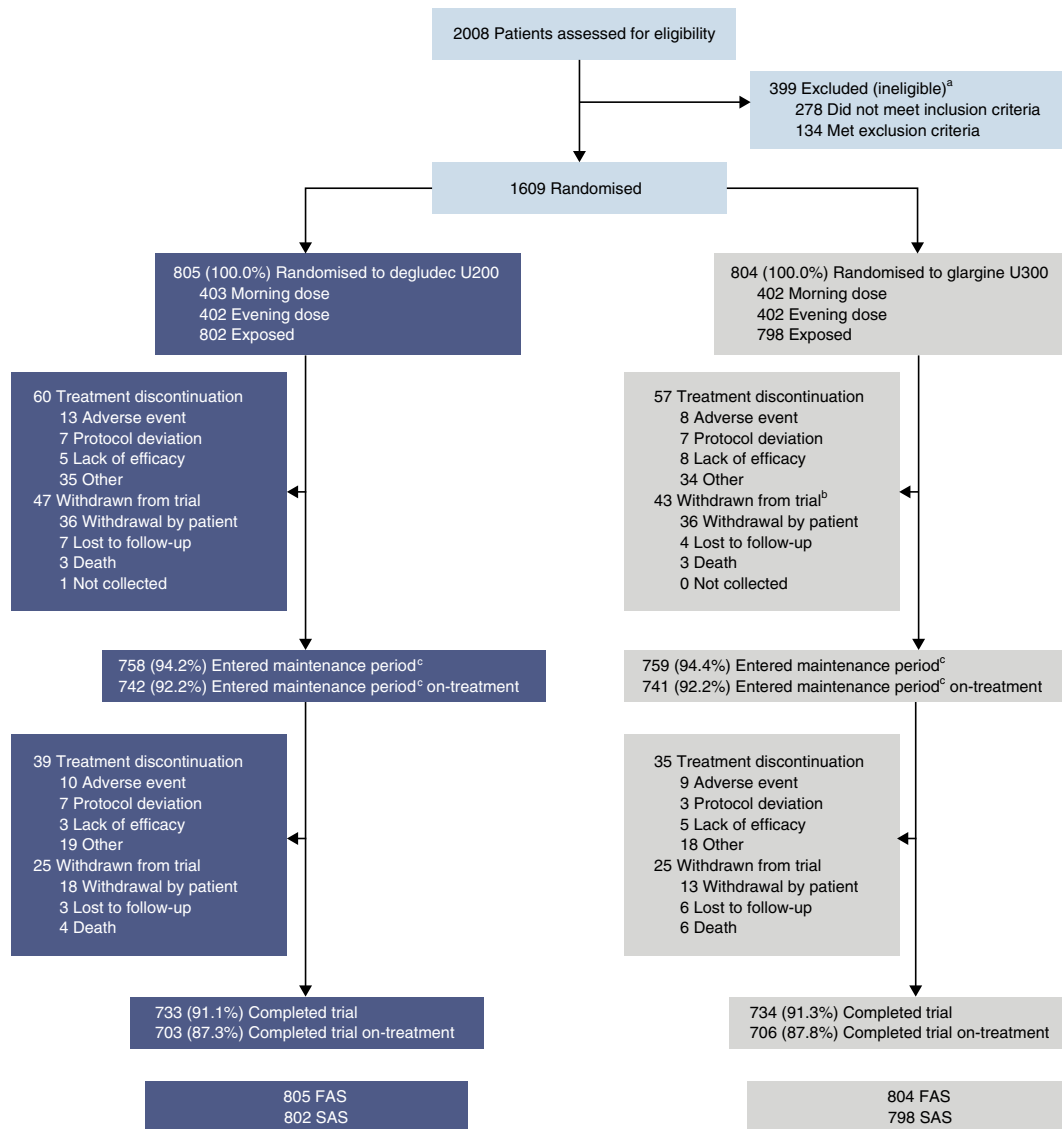 2008 Patients assessed for eligibility
399 Excluded (ineligible)a
278 Did not meet inclusion criteria
134 Met exclusion criteria
1609 Randomised
805 (100.0%) Randomised to degludec U200
403 Morning dose
402 Evening dose
802 Exposed
804 (100.0%) Randomised to glargine U300
402 Morning dose
402 Evening dose
798 Exposed
60 Treatment discontinuation
13 Adverse event
7 Protocol deviation
5 Lack of efficacy
35 Other
47 Withdrawn from trial
36 Withdrawal by patient
7 Lost to follow-up
3 Death
1 Not collected
57 Treatment discontinuation
8 Adverse event
7 Protocol deviation
8 Lack of efficacy
34 Other
43 Withdrawn from trialb
36 Withdrawal by patient
4 Lost to follow-up
3 Death
0 Not collected
758 (94.2%) Entered maintenance periodc
742 (92.2%) Entered maintenance periodc on-treatment
759 (94.4%) Entered maintenance periodc
741 (92.2%) Entered maintenance periodc on-treatment
39 Treatment discontinuation
10 Adverse event
7 Protocol deviation
3 Lack of efficacy
19 Other
25 Withdrawn from trial
18 Withdrawal by patient
3 Lost to follow-up
4 Death
35 Treatment discontinuation
9 Adverse event
3 Protocol deviation
5 Lack of efficacy
18 Other
25 Withdrawn from trial
13 Withdrawal by patient
6 Lost to follow-up
6 Death
733 (91.1%) Completed trial
703 (87.3%) Completed trial on-treatment
734 (91.3%) Completed trial
706 (87.8%) Completed trial on-treatment
805 FAS
802 SAS
804 FAS
798 SAS